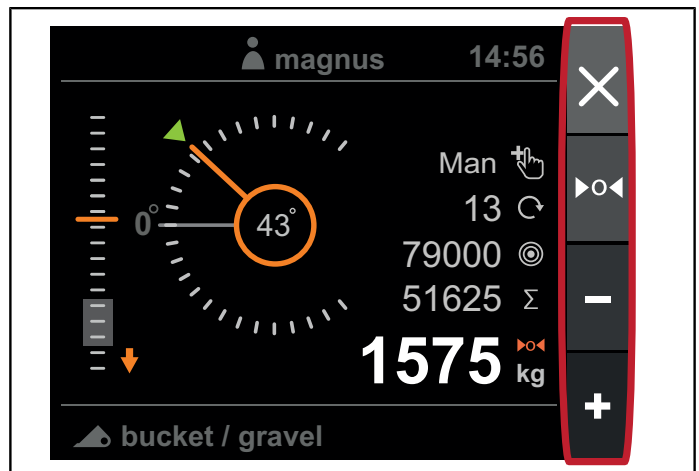 magnus 14:56
Man
13
79000
51625 Σ
0° 43°
1575 kg
bucket / gravel